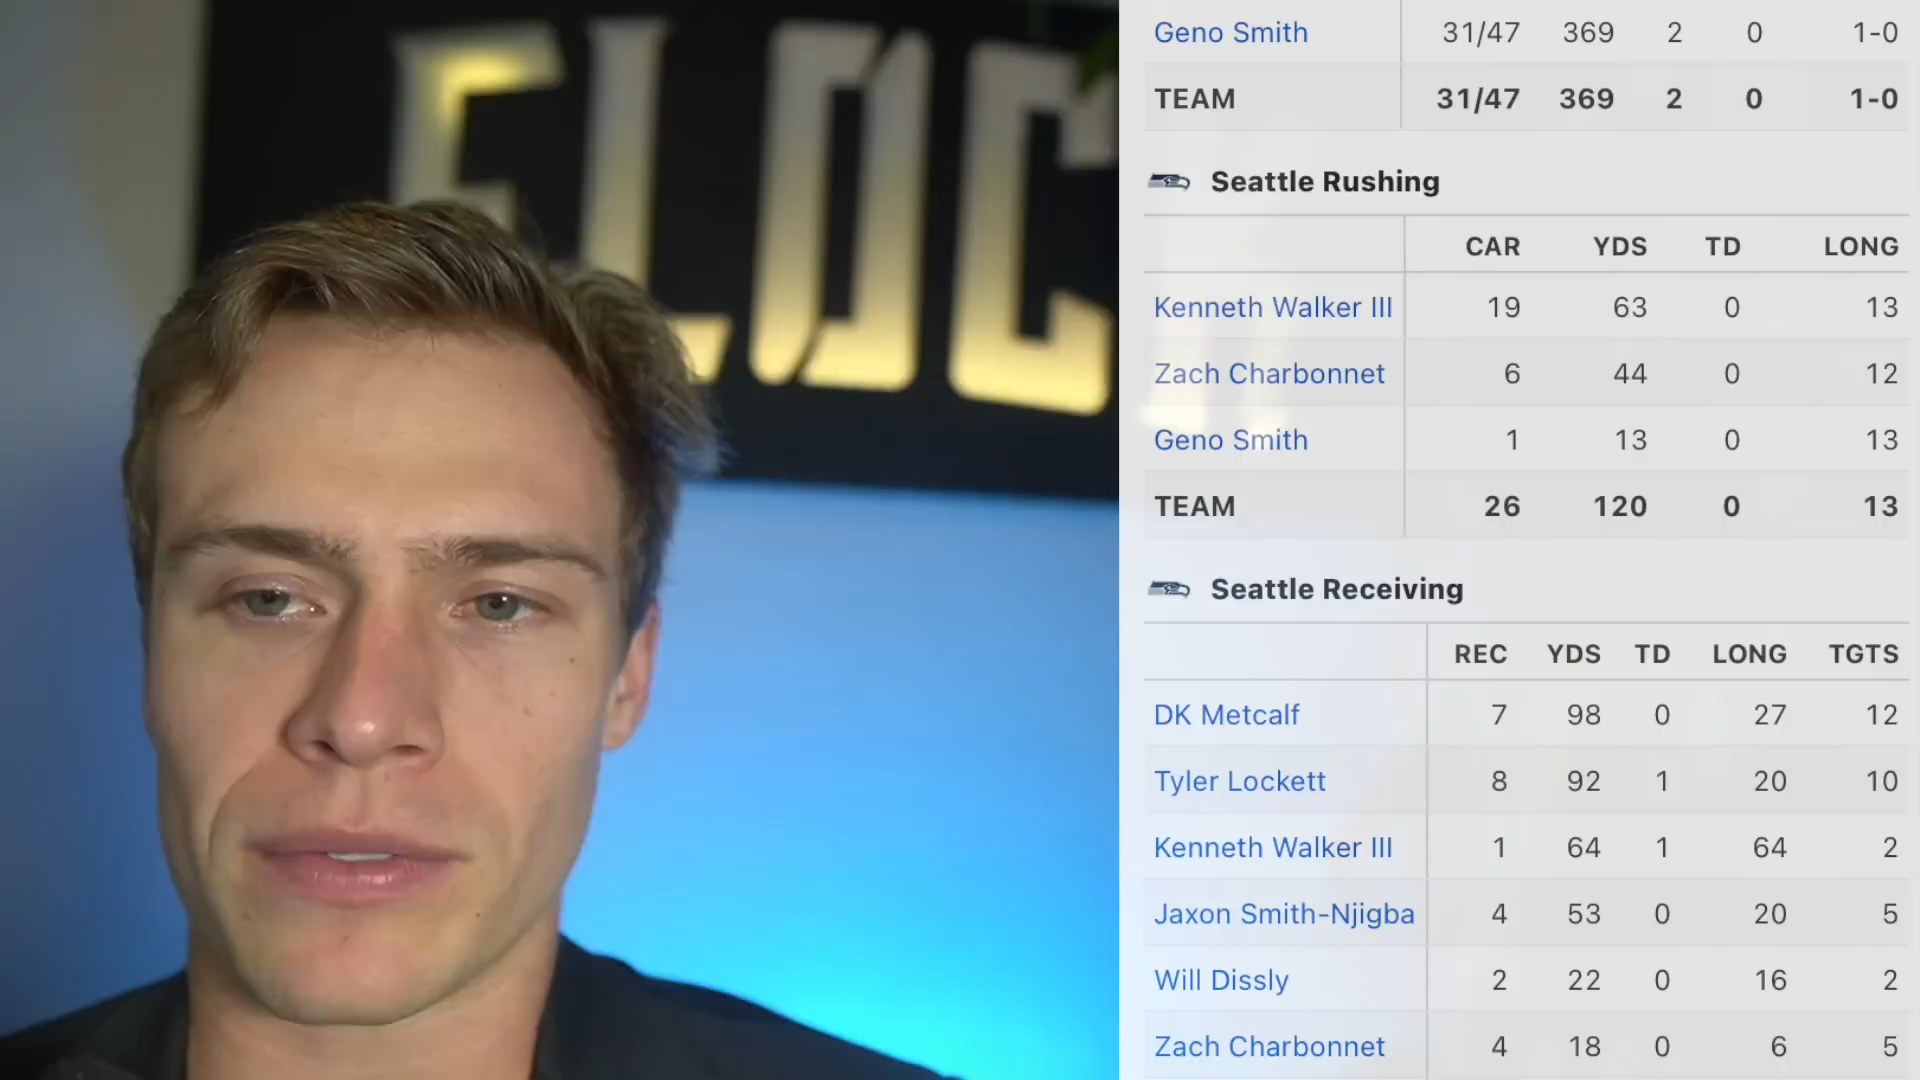 FLOC
Geno Smith 31/47 369 2 0 1-0
TEAM 31/47 369 2 0 1-0
Seattle Rushing
CAR YDS TD LONG
Kenneth Walker III 19 63 0 13
Zach Charbonnet 6 44 0 12
Geno Smith 1 13 0 13
TEAM 26 120 0 13
Seattle Receiving
REC YDS TD LONG TGTS
DK Metcalf 7 98 0 27 12
Tyler Lockett 8 92 1 20 10
Kenneth Walker III 1 64 1 64 2
Jaxon Smith-Njigba 4 53 0 20 5
Will Dissly 2 22 0 16 2
Zach Charbonnet 4 18 0 6 5